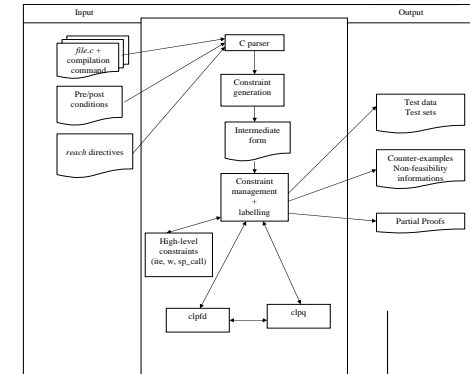 Input
Output
file.c +
compilation
command
Pre/post
conditions
reach directives
C parser
Constraint
generation
Intermediate
form
Constraint
management
+
labelling
High-level
constraints
(ite, w, sp_call)
clpfd
clpq
Test data
Test sets
Counter-examples
Non-feasibility
informations
Partial Proofs